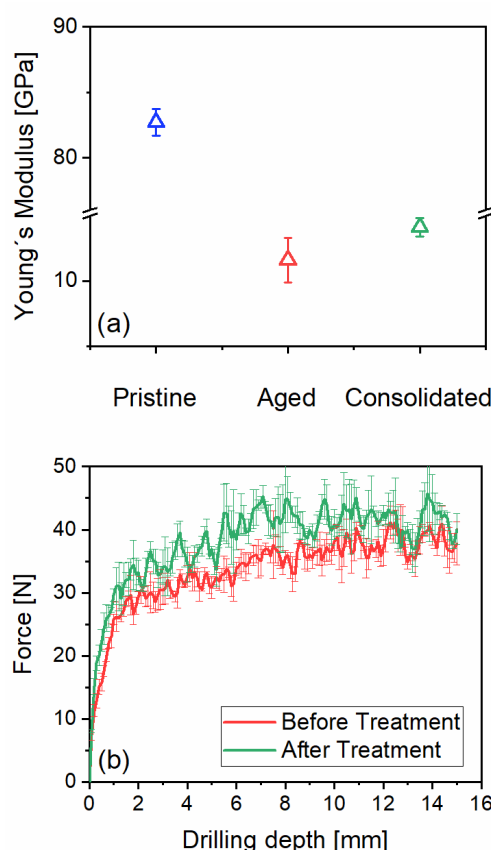 90
80
10
Young´s Modulus [GPa]
(a)
Pristine Aged Consolidated
50
40
30
20
10
0
Force [N]
Before Treatment
After Treatment
(b)
0 2 4 6 8 10 12 14 16
Drilling depth [mm]